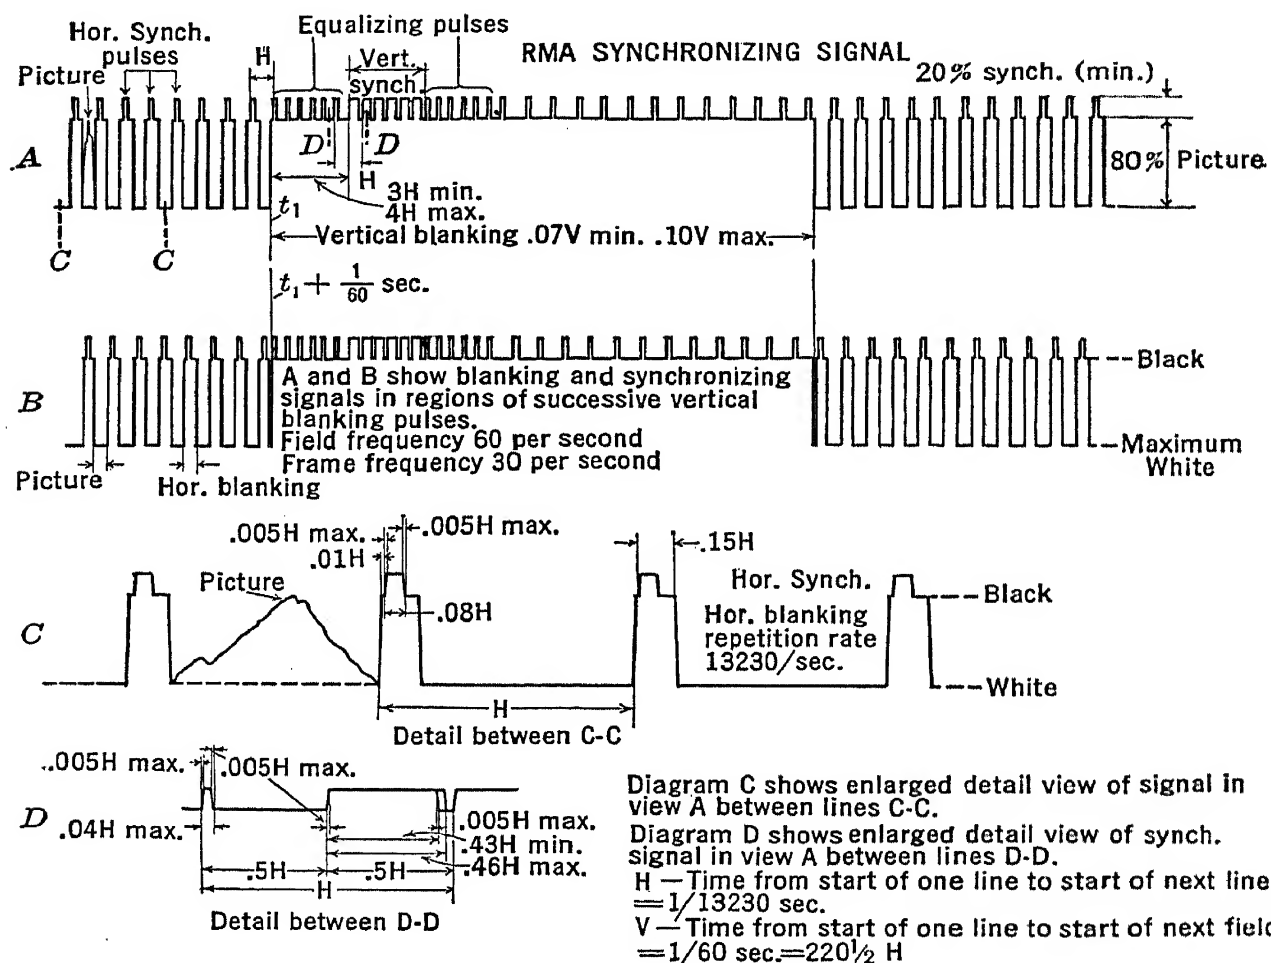 RMA SYNCHRONIZING SIGNAL
Hor. Synch.
pulses
Picture
H
Equalizing pulses
Vert.
synch.
20% synch. (min.)
A
D
D
H
80% Picture
3H min.
4H max.
t1
Vertical blanking .07V min. .10V max.
C
C
t1 + 1/60 sec.
B
Black
A and B show blanking and synchronizing
signals in regions of successive vertical
blanking pulses.
Field frequency 60 per second
Frame frequency 30 per second
Maximum
White
Picture
Hor. blanking
.005H max.
.005H max.
.01H
.15H
Picture
Hor. Synch.
.08H
Black
C
Hor. blanking
repetition rate
13230/sec.
White
H
Detail between C-C
.005H max.
.005H max.
D
.04H max.
.005H max.
.43H min.
.46H max.
.5H
.5H
H
Detail between D-D
Diagram C shows enlarged detail view of signal in
view A between lines C-C.
Diagram D shows enlarged detail view of synch.
signal in view A between lines D-D.
H — Time from start of one line to start of next line
= 1/13230 sec.
V — Time from start of one line to start of next field
= 1/60 sec. = 220½ H